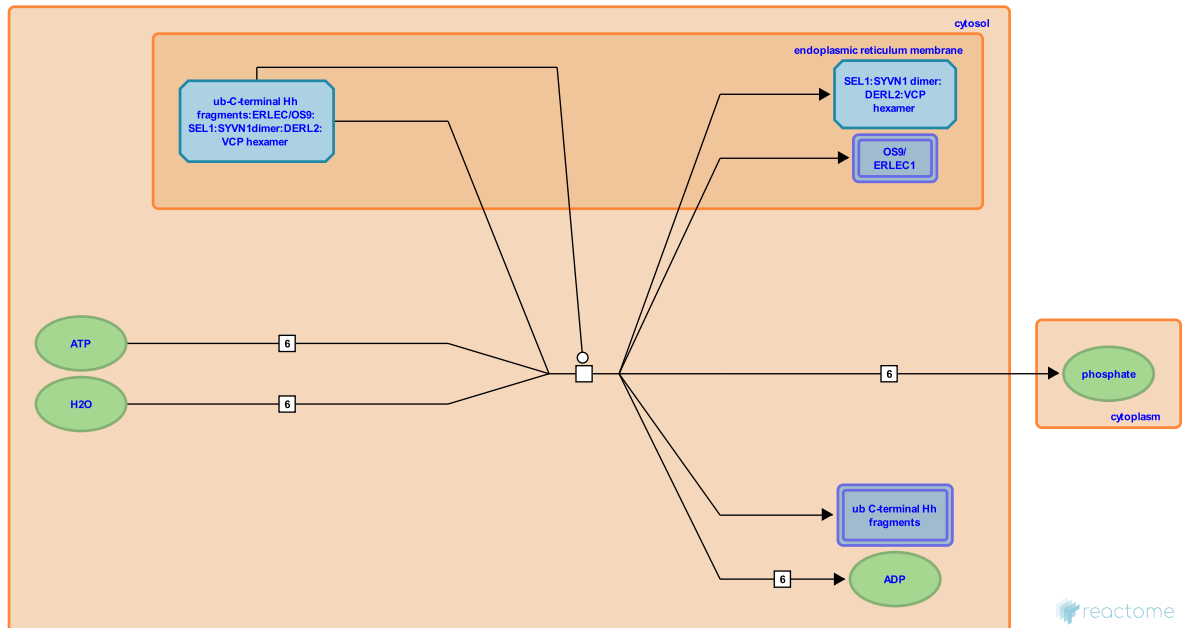 cytosol
endoplasmic reticulum membrane
ub-C-terminal Hh
fragments:ERLEC/OS9:
SEL1:SYVN1dimer:DERL2:
VCP hexamer
SEL1:SYVN1 dimer:
DERL2:VCP
hexamer
OS9/
ERLEC1
ATP
6
H2O
6
6
phosphate
cytoplasm
ub C-terminal Hh
fragments
6
ADP
reactome